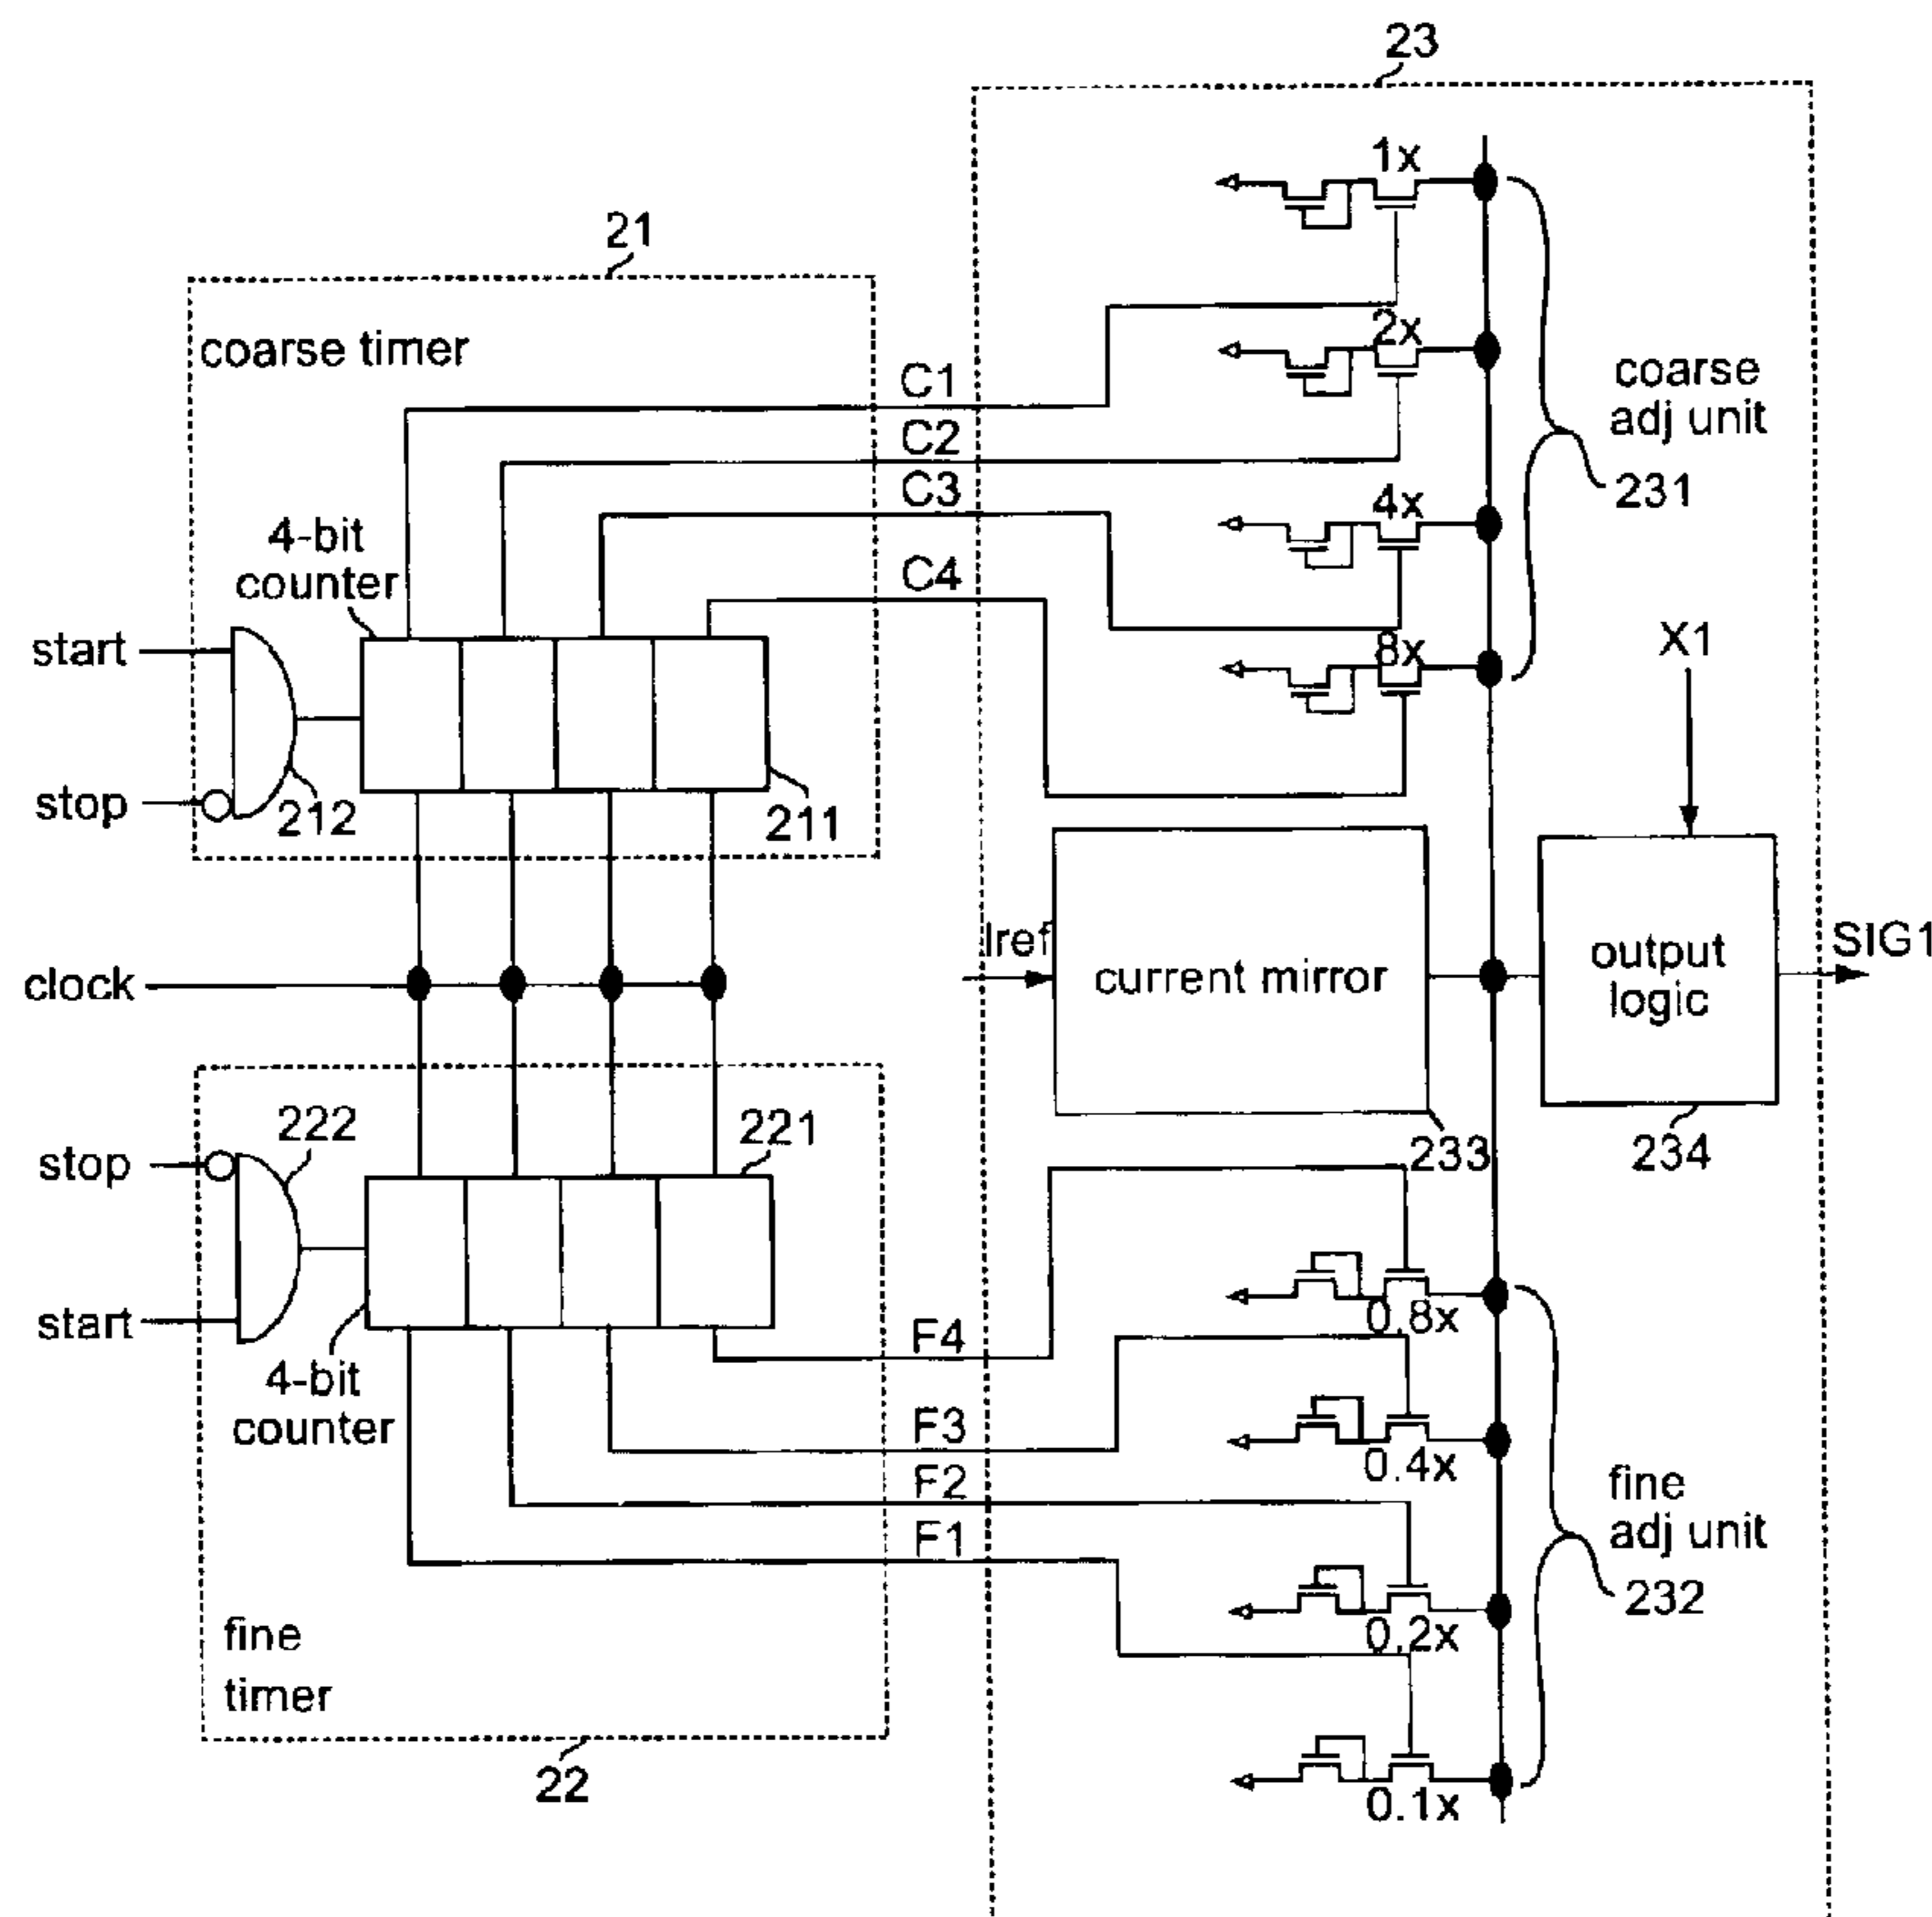 23
1x
21
coarse timer
2x
C1
coarse
adj unit
C2
C3
4x
231
4-bit
counter
C4
start
8x
X1
stop
212
211
Iref
current mirror
output
logic
SIG1
clock
222
221
233
234
stop
start
0.8x
F4
4-bit
counter
F3
0.4x
F2
fine
adj unit
F1
232
fine
timer
0.2x
22
0.1x